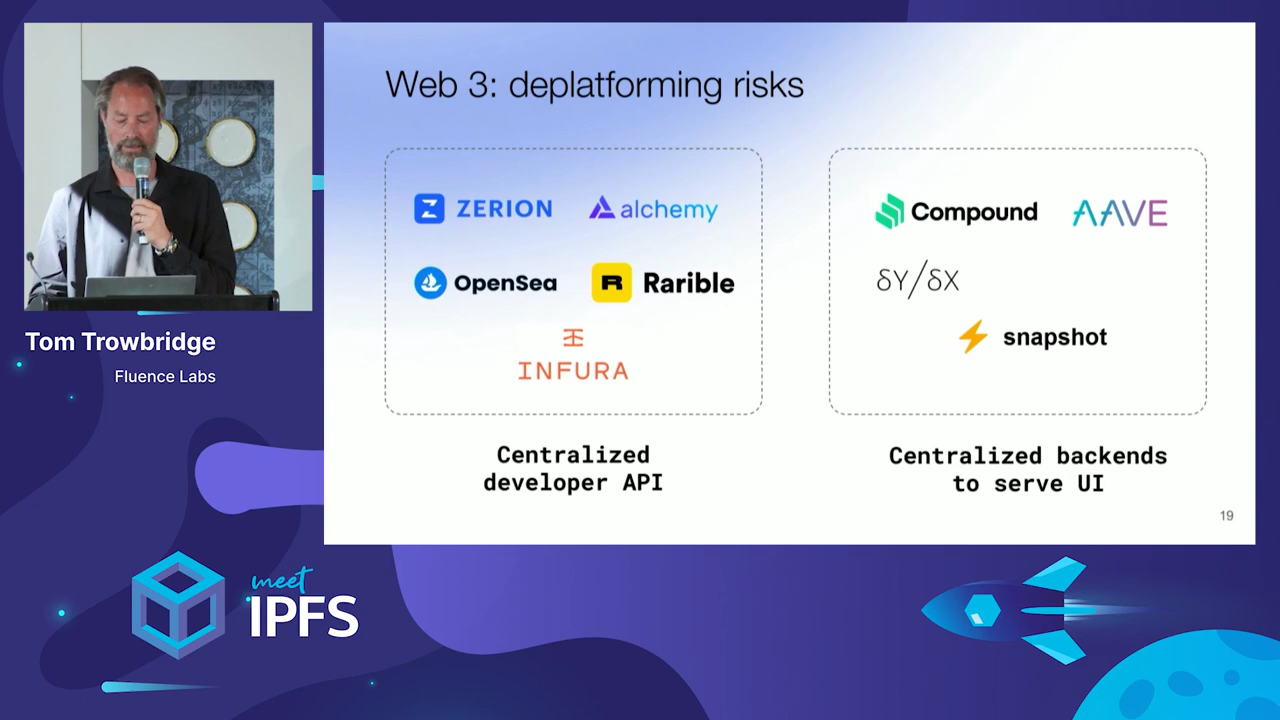 Web 3: deplatforming risks
ZERION
alchemy
OpenSea
R Rarible
INFURA
Centralized
developer API
Compound
AAVE
δY/δX
snapshot
Centralized backends
to serve UI
19
Tom Trowbridge
Fluence Labs
meet
IPFS